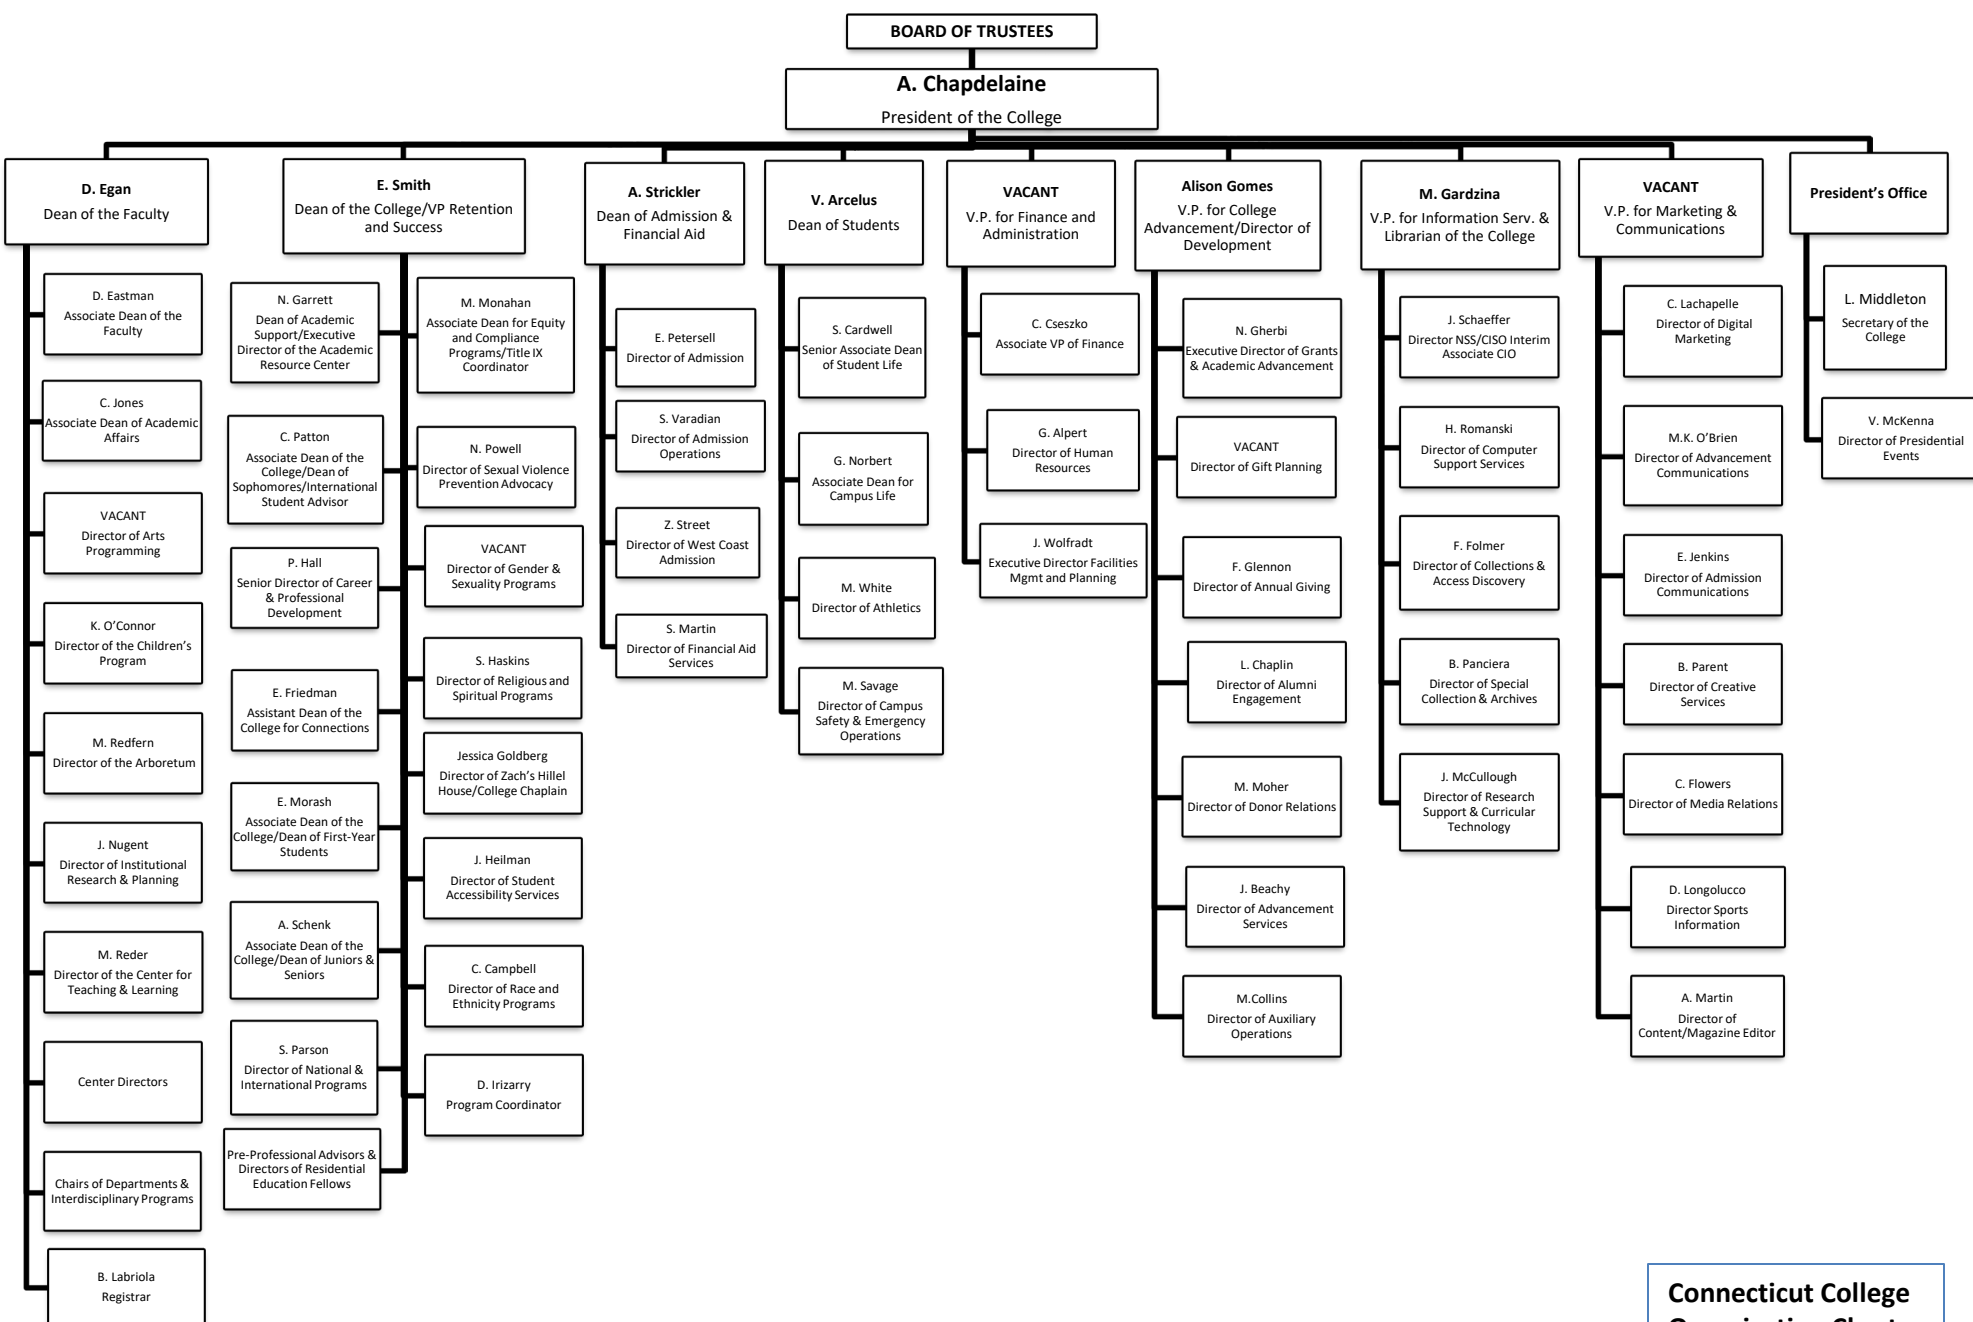 BOARD OF TRUSTEES
A. Chapdelaine
President of the College
D. Egan
Dean of the Faculty
D. Eastman
Associate Dean of the
Faculty
C. Jones
Associate Dean of Academic
Affairs
VACANT
Director of Arts
Programming
K. O’Connor
Director of the Children’s
Program
M. Redfern
Director of the Arboretum
J. Nugent
Director of Institutional
Research & Planning
M. Reder
Director of the Center for
Teaching & Learning
Center Directors
Chairs of Departments &
Interdisciplinary Programs
B. Labriola
Registrar
E. Smith
Dean of the College/VP Retention
and Success
N. Garrett
Dean of Academic
Support/Executive
Director of the Academic
Resource Center
C. Patton
Associate Dean of the
College/Dean of
Sophomores/International
Student Advisor
P. Hall
Senior Director of Career
& Professional
Development
E. Friedman
Assistant Dean of the
College for Connections
E. Morash
Associate Dean of the
College/Dean of First-Year
Students
A. Schenk
Associate Dean of the
College/Dean of Juniors &
Seniors
S. Parson
Director of National &
International Programs
Pre-Professional Advisors &
Directors of Residential
Education Fellows
M. Monahan
Associate Dean for Equity
and Compliance
Programs/Title IX
Coordinator
N. Powell
Director of Sexual Violence
Prevention Advocacy
VACANT
Director of Gender &
Sexuality Programs
S. Haskins
Director of Religious and
Spiritual Programs
Jessica Goldberg
Director of Zach’s Hillel
House/College Chaplain
J. Heilman
Director of Student
Accessibility Services
C. Campbell
Director of Race and
Ethnicity Programs
D. Irizarry
Program Coordinator
A. Strickler
Dean of Admission &
Financial Aid
E. Petersell
Director of Admission
S. Varadian
Director of Admission
Operations
Z. Street
Director of West Coast
Admission
S. Martin
Director of Financial Aid
Services
V. Arcelus
Dean of Students
S. Cardwell
Senior Associate Dean
of Student Life
G. Norbert
Associate Dean for
Campus Life
M. White
Director of Athletics
M. Savage
Director of Campus
Safety & Emergency
Operations
VACANT
V.P. for Finance and
Administration
C. Cseszko
Associate VP of Finance
G. Alpert
Director of Human
Resources
J. Wolfradt
Executive Director Facilities
Mgmt and Planning
Alison Gomes
V.P. for College
Advancement/Director of
Development
N. Gherbi
Executive Director of Grants
& Academic Advancement
VACANT
Director of Gift Planning
F. Glennon
Director of Annual Giving
L. Chaplin
Director of Alumni
Engagement
M. Moher
Director of Donor Relations
J. Beachy
Director of Advancement
Services
M.Collins
Director of Auxiliary
Operations
M. Gardzina
V.P. for Information Serv. &
Librarian of the College
J. Schaeffer
Director NSS/CISO Interim
Associate CIO
H. Romanski
Director of Computer
Support Services
F. Folmer
Director of Collections &
Access Discovery
B. Panciera
Director of Special
Collection & Archives
J. McCullough
Director of Research
Support & Curricular
Technology
VACANT
V.P. for Marketing &
Communications
C. Lachapelle
Director of Digital
Marketing
M.K. O’Brien
Director of Advancement
Communications
E. Jenkins
Director of Admission
Communications
B. Parent
Director of Creative
Services
C. Flowers
Director of Media Relations
D. Longolucco
Director Sports
Information
A. Martin
Director of
Content/Magazine Editor
President’s Office
L. Middleton
Secretary of the
College
V. McKenna
Director of Presidential
Events
Connecticut College
Organization Chart